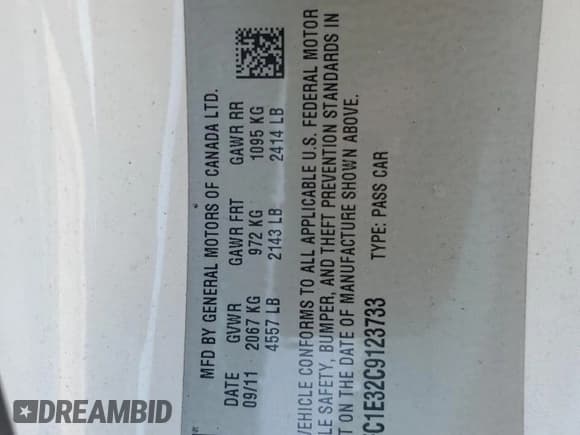 MFD BY GENERAL MOTORS OF CANADA LTD.
DATE GVWR GAWR FRT GAWR RR
09/11 2067 KG 972 KG 1095 KG
4557 LB 2143 LB 2414 LB
VEHICLE CONFORMS TO ALL APPLICABLE U.S. FEDERAL MOTOR
LE SAFETY, BUMPER, AND THEFT PREVENTION STANDARDS IN
T ON THE DATE OF MANUFACTURE SHOWN ABOVE.
C1E32C9123733 TYPE: PASS CAR
DREAMBID